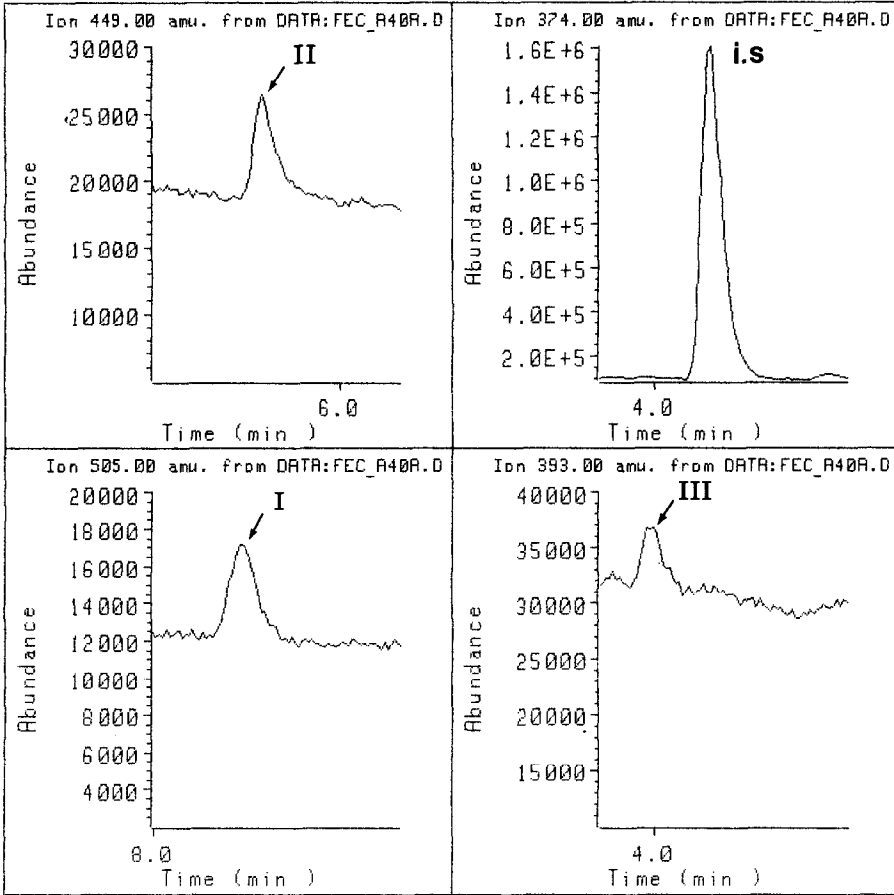 Ion 449.00 amu. from DATA:FEC_A40A.D
30000
II
25000
20000
15000
10000
Abundance
6.0
Time (min )
Ion 374.00 amu. from DATA:FEC_A40A.D
1.6E+6
i.s
1.4E+6
1.2E+6
1.0E+6
8.0E+5
6.0E+5
4.0E+5
2.0E+5
Abundance
4.0
Time (min )
Ion 505.00 amu. from DATA:FEC_A40A.D
20000
I
18000
16000
14000
12000
10000
8000
6000
4000
Abundance
8.0
Time (min )
Ion 393.00 amu. from DATA:FEC_A40A.D
40000
III
35000
30000
25000
20000
15000
Abundance
4.0
Time (min )